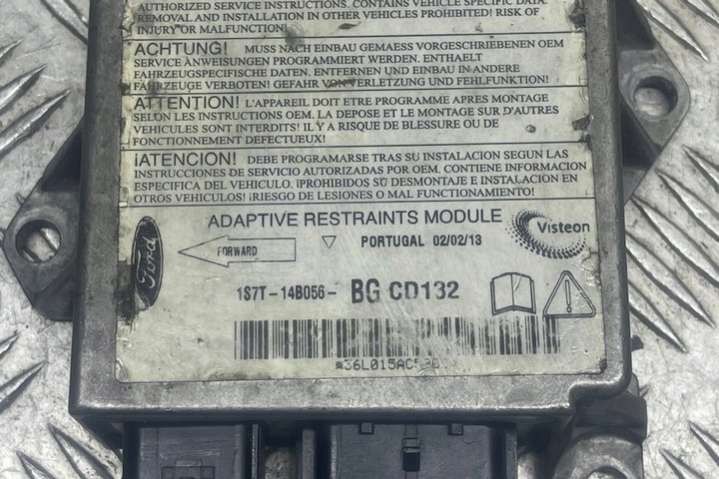 AUTHORIZED SERVICE INSTRUCTIONS. CONTAINS VEHICLE SPECIFIC DATA.
REMOVAL AND INSTALLATION IN OTHER VEHICLES PROHIBITED! RISK OF
INJURY OR MALFUNCTION!
ACHTUNG! MUSS NACH EINBAU GEMAESS VORGESCHRIEBENEN OEM
SERVICE ANWEISUNGEN PROGRAMMIERT WERDEN. ENTHAELT
FAHRZEUGSPEZIFISCHE DATEN. ENTFERNEN UND EINBAU IN ANDERE
FAHRZEUGE VERBOTEN! GEFAHR VON VERLETZUNG UND FEHLFUNKTION!
ATTENTION! L'APPAREIL DOIT ETRE PROGRAMME APRES MONTAGE
SELON LES INSTRUCTIONS OEM. LA DEPOSE ET LE MONTAGE SUR D'AUTRES
VEHICULES SONT INTERDITS! IL Y A RISQUE DE BLESSURE OU DE
FONCTIONNEMENT DEFECTUEUX!
¡ATENCION! DEBE PROGRAMARSE TRAS SU INSTALACION SEGUN LAS
INSTRUCCIONES DE SERVICIO AUTORIZADAS POR OEM. CONTIENE INFORMACION
ESPECIFICA DEL VEHICULO. ¡PROHIBIDOS SU DESMONTAJE E INSTALACION EN
OTROS VEHICULOS! ¡RIESGO DE LESIONES O MAL FUNCIONAMIENTO!
ADAPTIVE RESTRAINTS MODULE
Ford
FORWARD
PORTUGAL 02/02/13
Visteon
1S7T-14B056- BG CD132